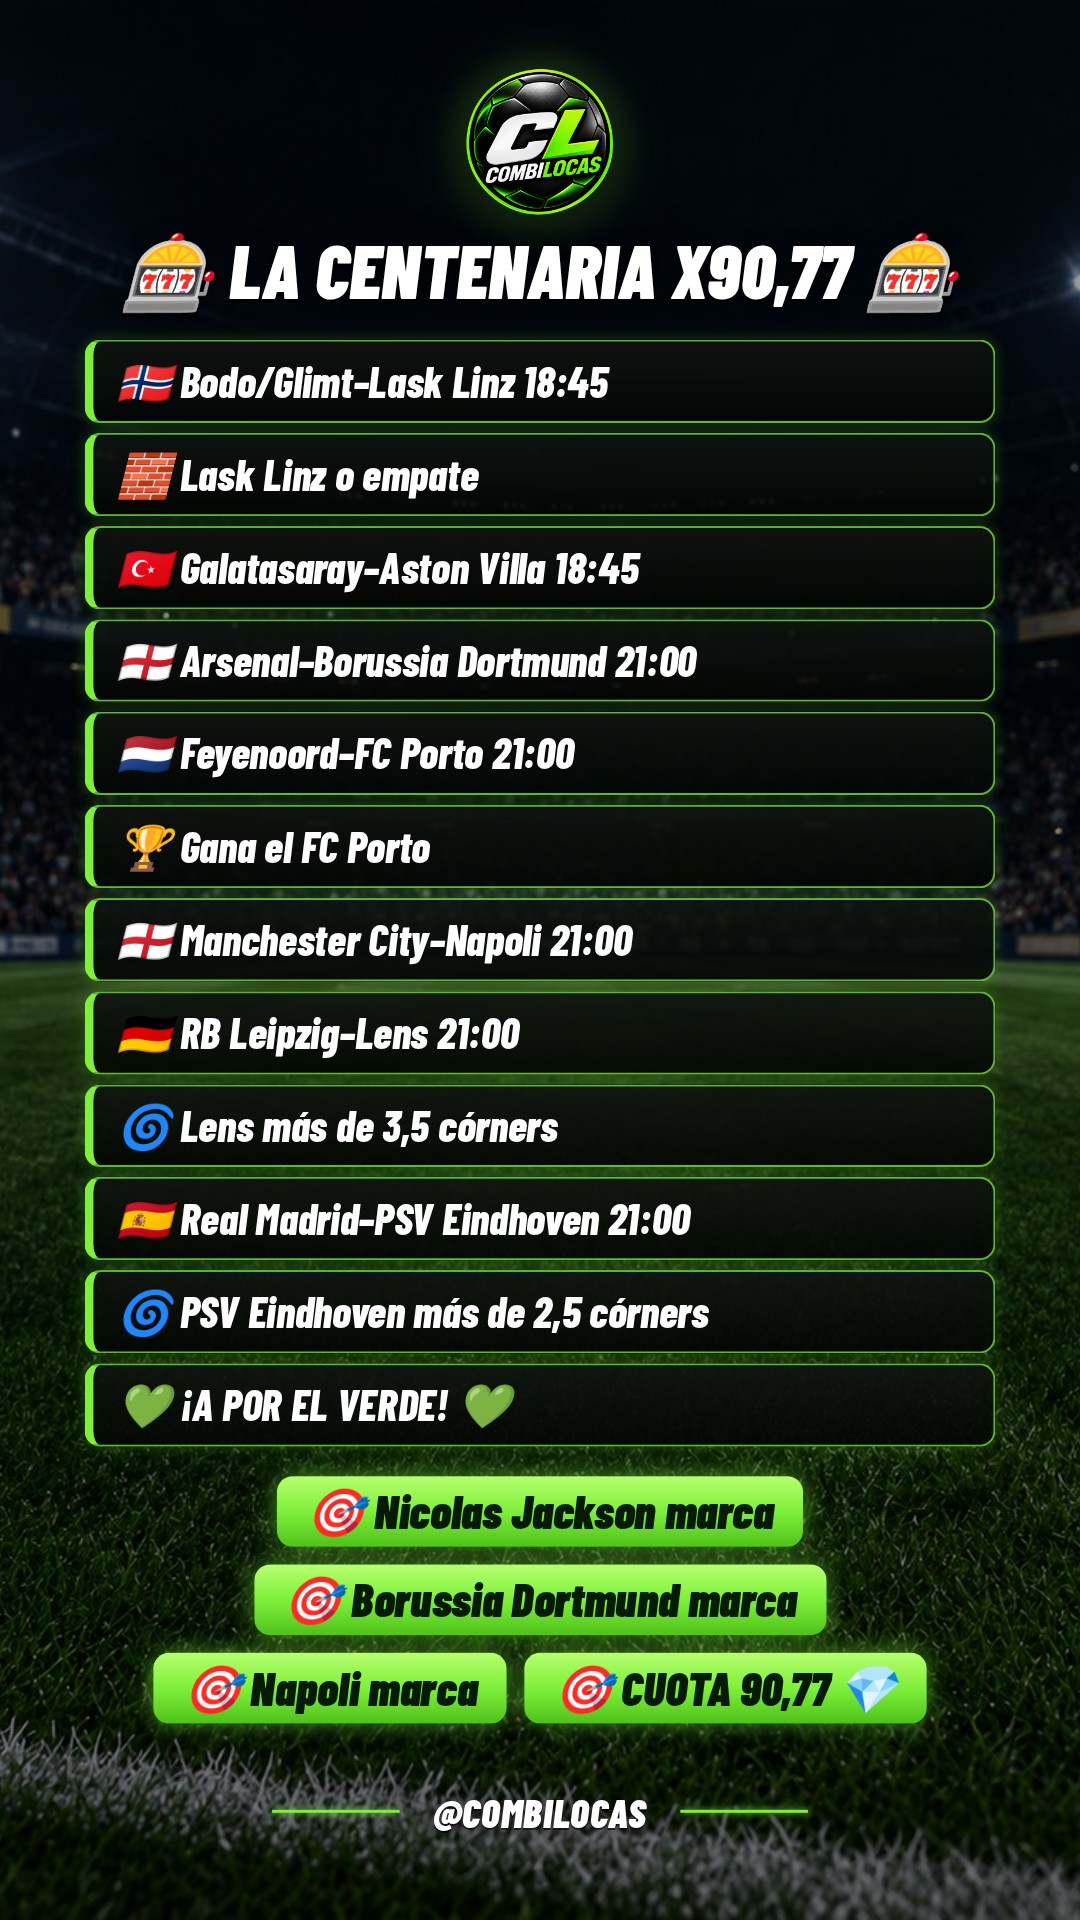 CL
COMBILOCAS
🎰 LA CENTENARIA X90,77 🎰
🇳🇴 Bodo/Glimt-Lask Linz 18:45
🧱 Lask Linz o empate
🇹🇷 Galatasaray-Aston Villa 18:45
🏴󠁧󠁢󠁥󠁮󠁧󠁿 Arsenal-Borussia Dortmund 21:00
🇳🇱 Feyenoord-FC Porto 21:00
🏆 Gana el FC Porto
🏴󠁧󠁢󠁥󠁮󠁧󠁿 Manchester City-Napoli 21:00
🇩🇪 RB Leipzig-Lens 21:00
🌀 Lens más de 3,5 córners
🇪🇸 Real Madrid-PSV Eindhoven 21:00
🌀 PSV Eindhoven más de 2,5 córners
💚 ¡A POR EL VERDE! 💚
🎯 Nicolas Jackson marca
🎯 Borussia Dortmund marca
🎯 Napoli marca
🎯 CUOTA 90,77 💎
@COMBILOCAS